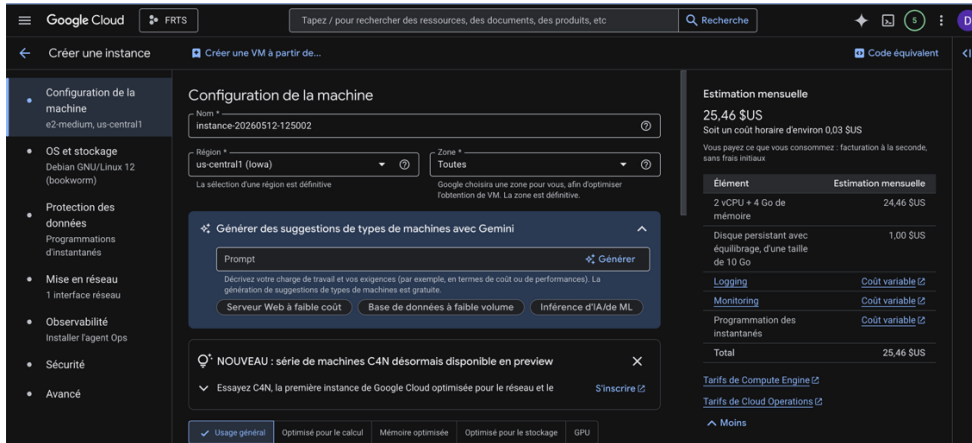 Google Cloud
FRTS
Tapez / pour rechercher des ressources, des documents, des produits, etc
Recherche
5
D
Créer une instance
Créer une VM à partir de...
Code équivalent
Configuration de la
machine
e2-medium, us-central1
OS et stockage
Debian GNU/Linux 12
(bookworm)
Protection des
données
Programmations
d'instantanés
Mise en réseau
1 interface réseau
Observabilité
Installer l'agent Ops
Sécurité
Avancé
Configuration de la machine
Nom *
instance-20260512-125002
Région *
us-central1 (Iowa)
La sélection d'une région est définitive
Zone *
Toutes
Google choisira une zone pour vous, afin d'optimiser
l'obtention de VM. La zone est définitive.
Générer des suggestions de types de machines avec Gemini
Prompt
Générer
Décrivez votre charge de travail et vos exigences (par exemple, en termes de coût ou de performances). La
génération de suggestions de types de machines est gratuite.
Serveur Web à faible coût
Base de données à faible volume
Inférence d'IA/de ML
NOUVEAU : série de machines C4N désormais disponible en preview
Essayez C4N, la première instance de Google Cloud optimisée pour le réseau et le
S'inscrire
Usage général
Optimisé pour le calcul
Mémoire optimisée
Optimisé pour le stockage
GPU
Estimation mensuelle
25,46 $US
Soit un coût horaire d'environ 0,03 $US
Vous payez ce que vous consommez : facturation à la seconde,
sans frais initiaux
Élément Estimation mensuelle
2 vCPU + 4 Go de 24,46 $US
mémoire
Disque persistant avec 1,00 $US
équilibrage, d'une taille
de 10 Go
Logging Coût variable
Monitoring Coût variable
Programmation des Coût variable
instantanés
Total 25,46 $US
Tarifs de Compute Engine
Tarifs de Cloud Operations
Moins